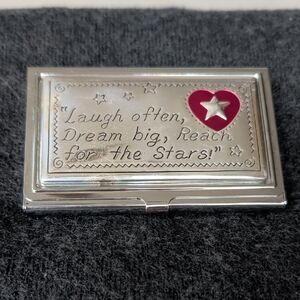 "Laugh often,
Dream big, Reach
for the Stars!"